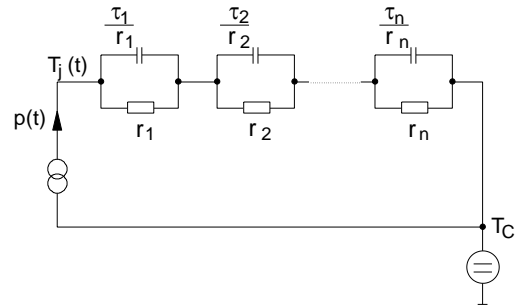 τ1 τ2 τn
r1 r2 rn
Tj (t)
r1 r2 rn
p(t)
TC